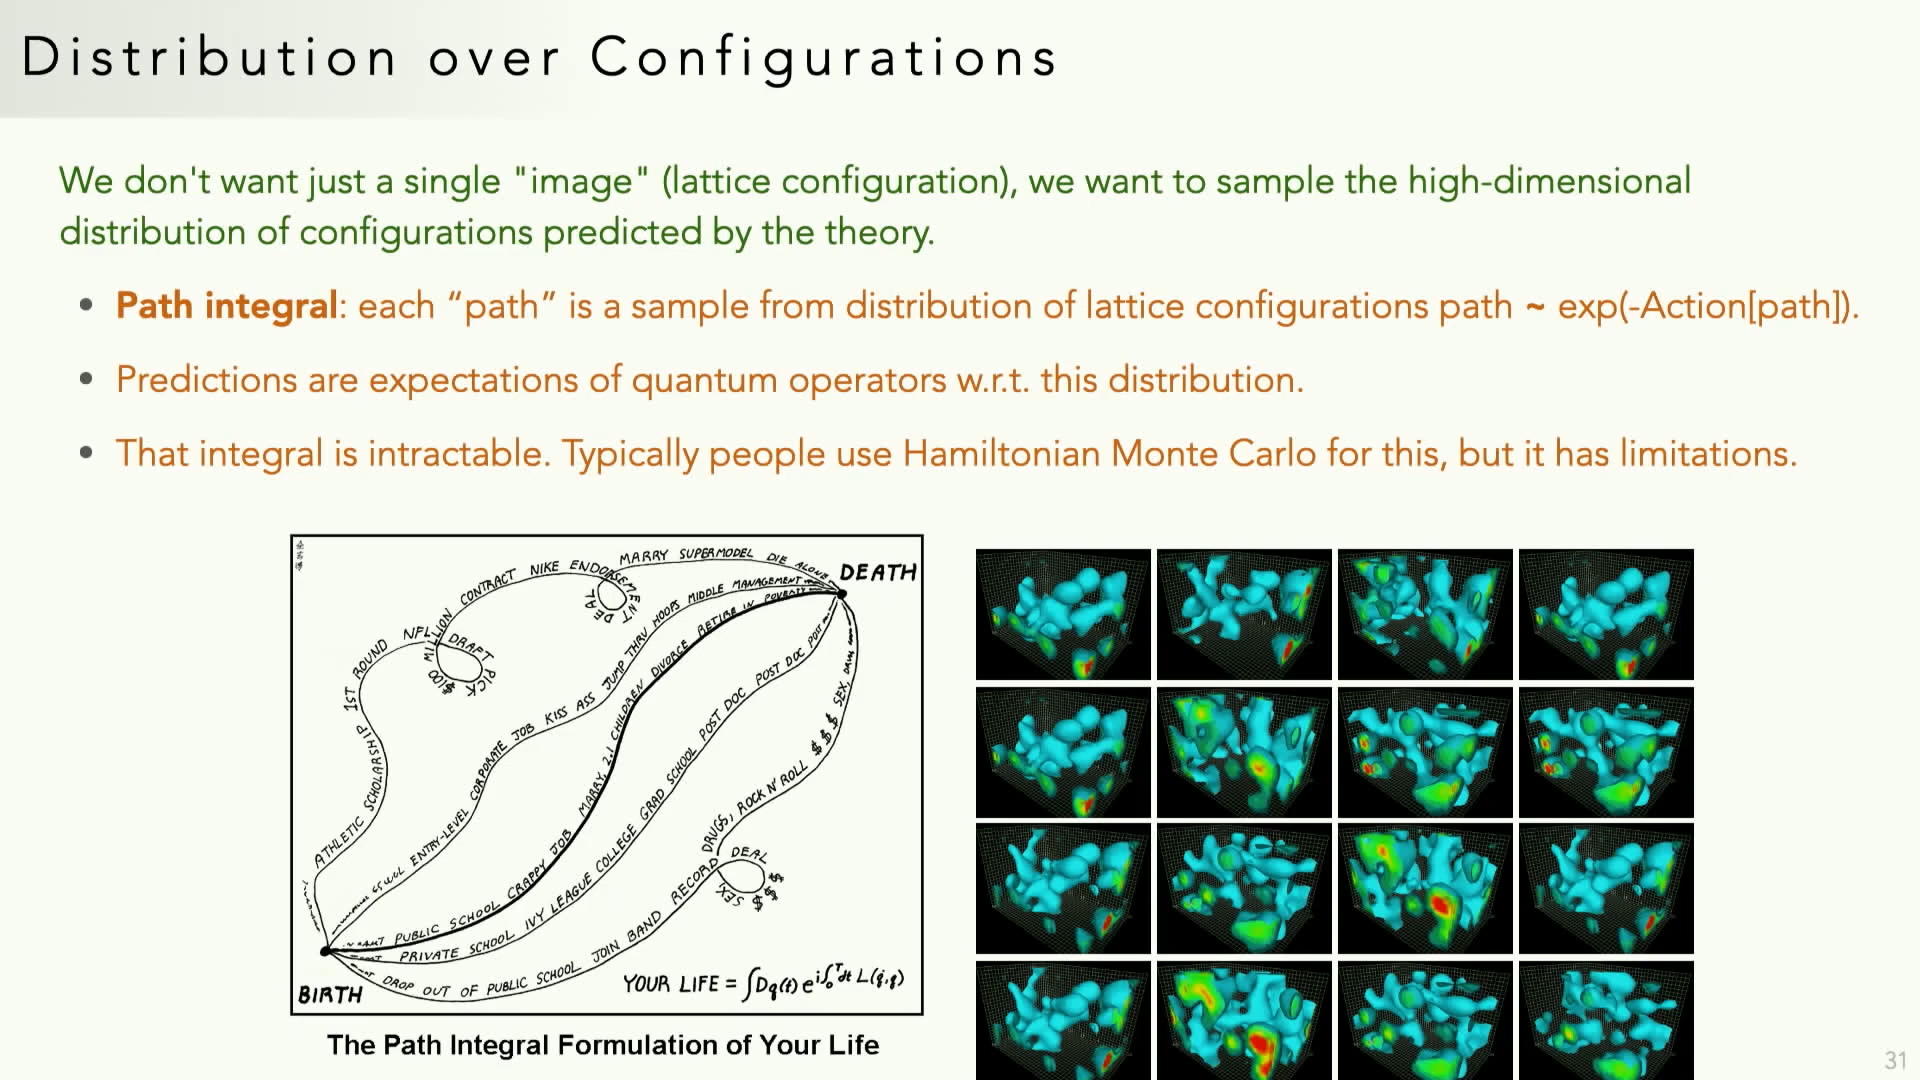 Distribution over Configurations
We don't want just a single "image" (lattice configuration), we want to sample the high-dimensional
distribution of configurations predicted by the theory.
• Path integral: each “path” is a sample from distribution of lattice configurations path ~ exp(-Action[path]).
• Predictions are expectations of quantum operators w.r.t. this distribution.
• That integral is intractable. Typically people use Hamiltonian Monte Carlo for this, but it has limitations.
ATHLETIC SCHOLARSHIP 1ST ROUND NFL DRAFT PICK $100 MILLION CONTRACT NIKE ENDORSEMENT DEAL MARRY SUPERMODEL DIE ALONE
ENTRY-LEVEL CORPORATE JOB KISS ASS JUMP THRU HOOPS MIDDLE MANAGEMENT
PUBLIC SCHOOL CRAPPY JOB MARRY, 2.1 CHILDREN DIVORCE RETIRE IN POVERTY
PRIVATE SCHOOL IVY LEAGUE COLLEGE GRAD SCHOOL POST DOC POST DOC POST
DROP OUT OF PUBLIC SCHOOL JOIN BAND RECORD DEAL $$$ SEX, DRUGS, ROCK N' ROLL $ $ $ SEX,
DEATH
BIRTH
YOUR LIFE = ∫Dq(t) e^{i∫₀ᵀdt L(q̇,q)}
The Path Integral Formulation of Your Life
31